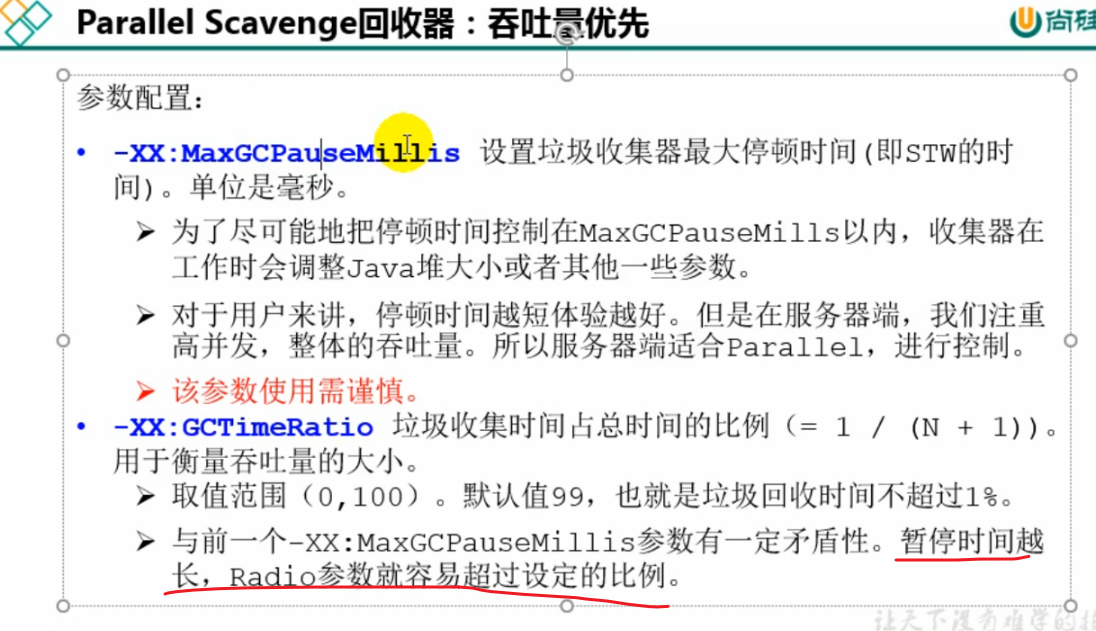 Parallel Scavenge回收器：吞吐量优先
尚硅
参数配置：
• -XX:MaxGCPauseMillis 设置垃圾收集器最大停顿时间(即STW的时
间)。单位是毫秒。
➢ 为了尽可能地把停顿时间控制在MaxGCPauseMills以内，收集器在
工作时会调整Java堆大小或者其他一些参数。
➢ 对于用户来讲，停顿时间越短体验越好。但是在服务器端，我们注重
高并发，整体的吞吐量。所以服务器端适合Parallel，进行控制。
➢ 该参数使用需谨慎。
• -XX:GCTimeRatio 垃圾收集时间占总时间的比例（= 1 / (N + 1)）。
用于衡量吞吐量的大小。
➢ 取值范围（0,100）。默认值99，也就是垃圾回收时间不超过1%。
➢ 与前一个-XX:MaxGCPauseMillis参数有一定矛盾性。暂停时间越
长，Radio参数就容易超过设定的比例。
让天下没有难学的技